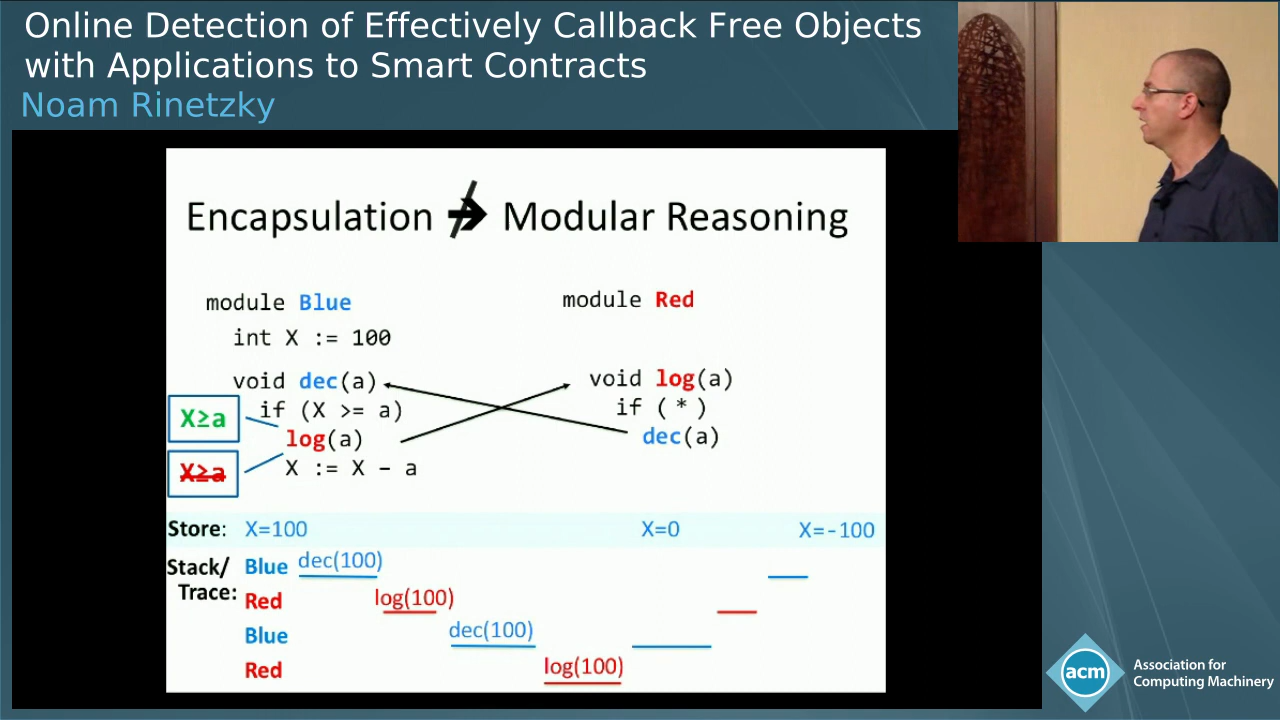 Online Detection of Effectively Callback Free Objects
with Applications to Smart Contracts
Noam Rinetzky
Encapsulation ↛ Modular Reasoning
module Blue
int X := 100
void dec(a)
if (X >= a)
log(a)
X := X – a
X≥a
X≥a
module Red
void log(a)
if (*)
dec(a)
Store: X=100 X=0 X=-100
Stack/
Trace:
Blue dec(100)
Red log(100)
Blue dec(100)
Red log(100)
acm
Association for
Computing Machinery